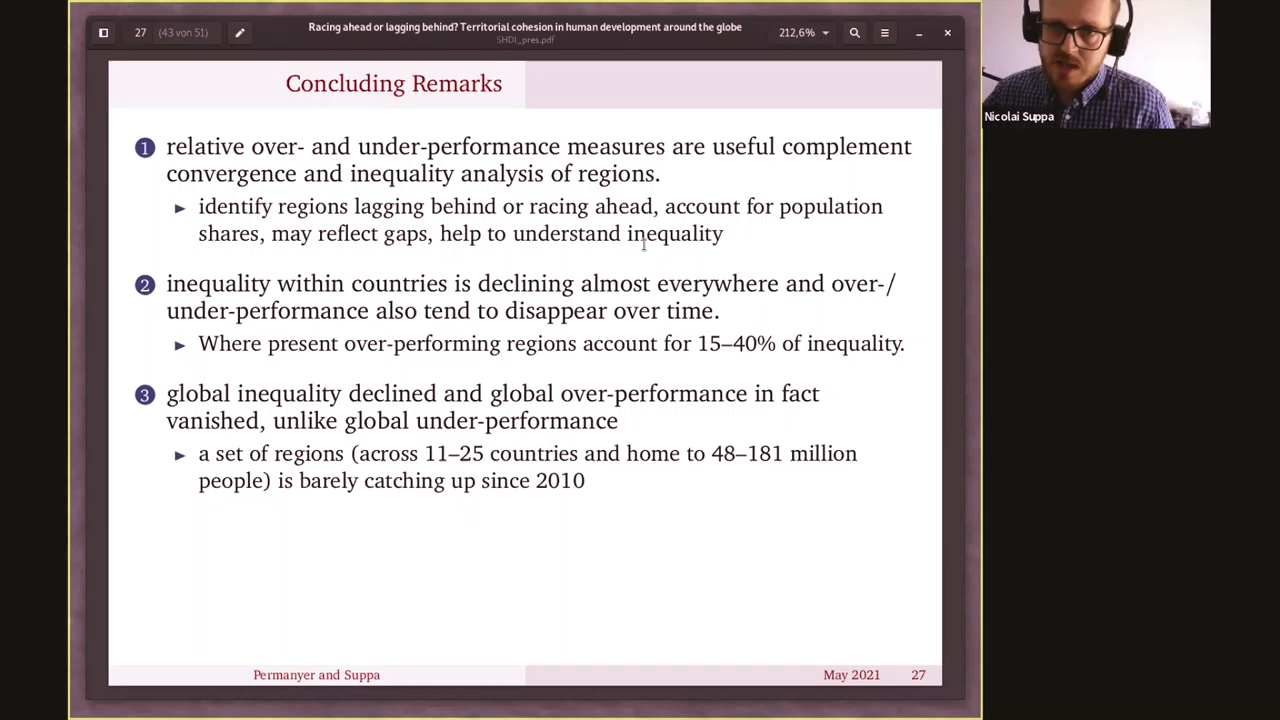 Racing ahead or lagging behind? Territorial cohesion in human development around the globe
27 (43 von 51)
SHDI_pres.pdf
212,6%
Concluding Remarks
1 relative over- and under-performance measures are useful complement
convergence and inequality analysis of regions.
► identify regions lagging behind or racing ahead, account for population
shares, may reflect gaps, help to understand inequality
2 inequality within countries is declining almost everywhere and over-/
under-performance also tend to disappear over time.
► Where present over-performing regions account for 15–40% of inequality.
3 global inequality declined and global over-performance in fact
vanished, unlike global under-performance
► a set of regions (across 11–25 countries and home to 48–181 million
people) is barely catching up since 2010
Permanyer and Suppa
May 2021 27
Nicolai Suppa